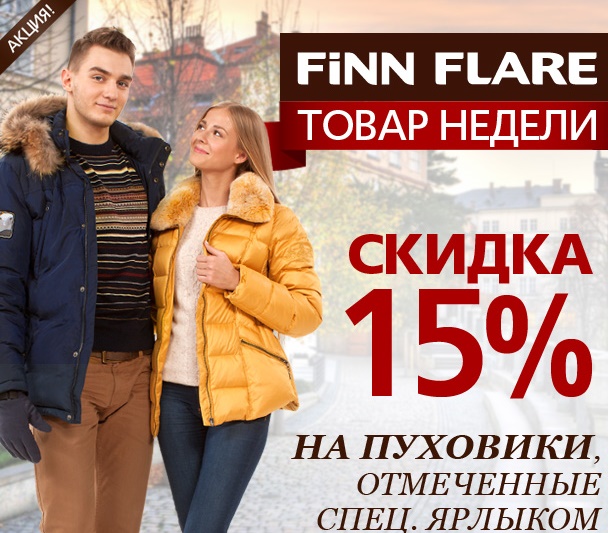 АКЦИЯ!
FiNN FLARE
ТОВАР НЕДЕЛИ
СКИДКА
15%
НА ПУХОВИКИ,
ОТМЕЧЕННЫЕ
СПЕЦ. ЯРЛЫКОМ